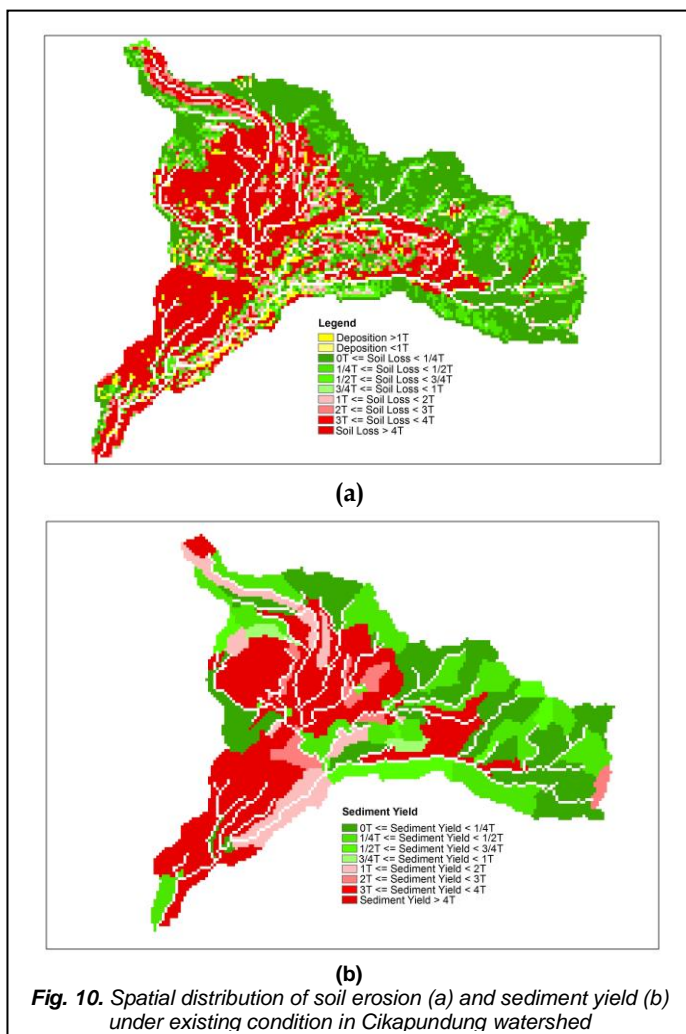 Legend
Deposition >1T
Deposition <1T
0T <= Soil Loss < 1/4T
1/4T <= Soil Loss < 1/2T
1/2T <= Soil Loss < 3/4T
3/4T <= Soil Loss < 1T
1T <= Soil Loss < 2T
2T <= Soil Loss < 3T
3T <= Soil Loss < 4T
Soil Loss > 4T
(a)
Sediment Yield
0T <= Sediment Yield < 1/4T
1/4T <= Sediment Yield < 1/2T
1/2T <= Sediment Yield < 3/4T
3/4T <= Sediment Yield < 1T
1T <= Sediment Yield < 2T
2T <= Sediment Yield < 3T
3T <= Sediment Yield < 4T
Sediment Yield > 4T
(b)
Fig. 10. Spatial distribution of soil erosion (a) and sediment yield (b)
under existing condition in Cikapundung watershed